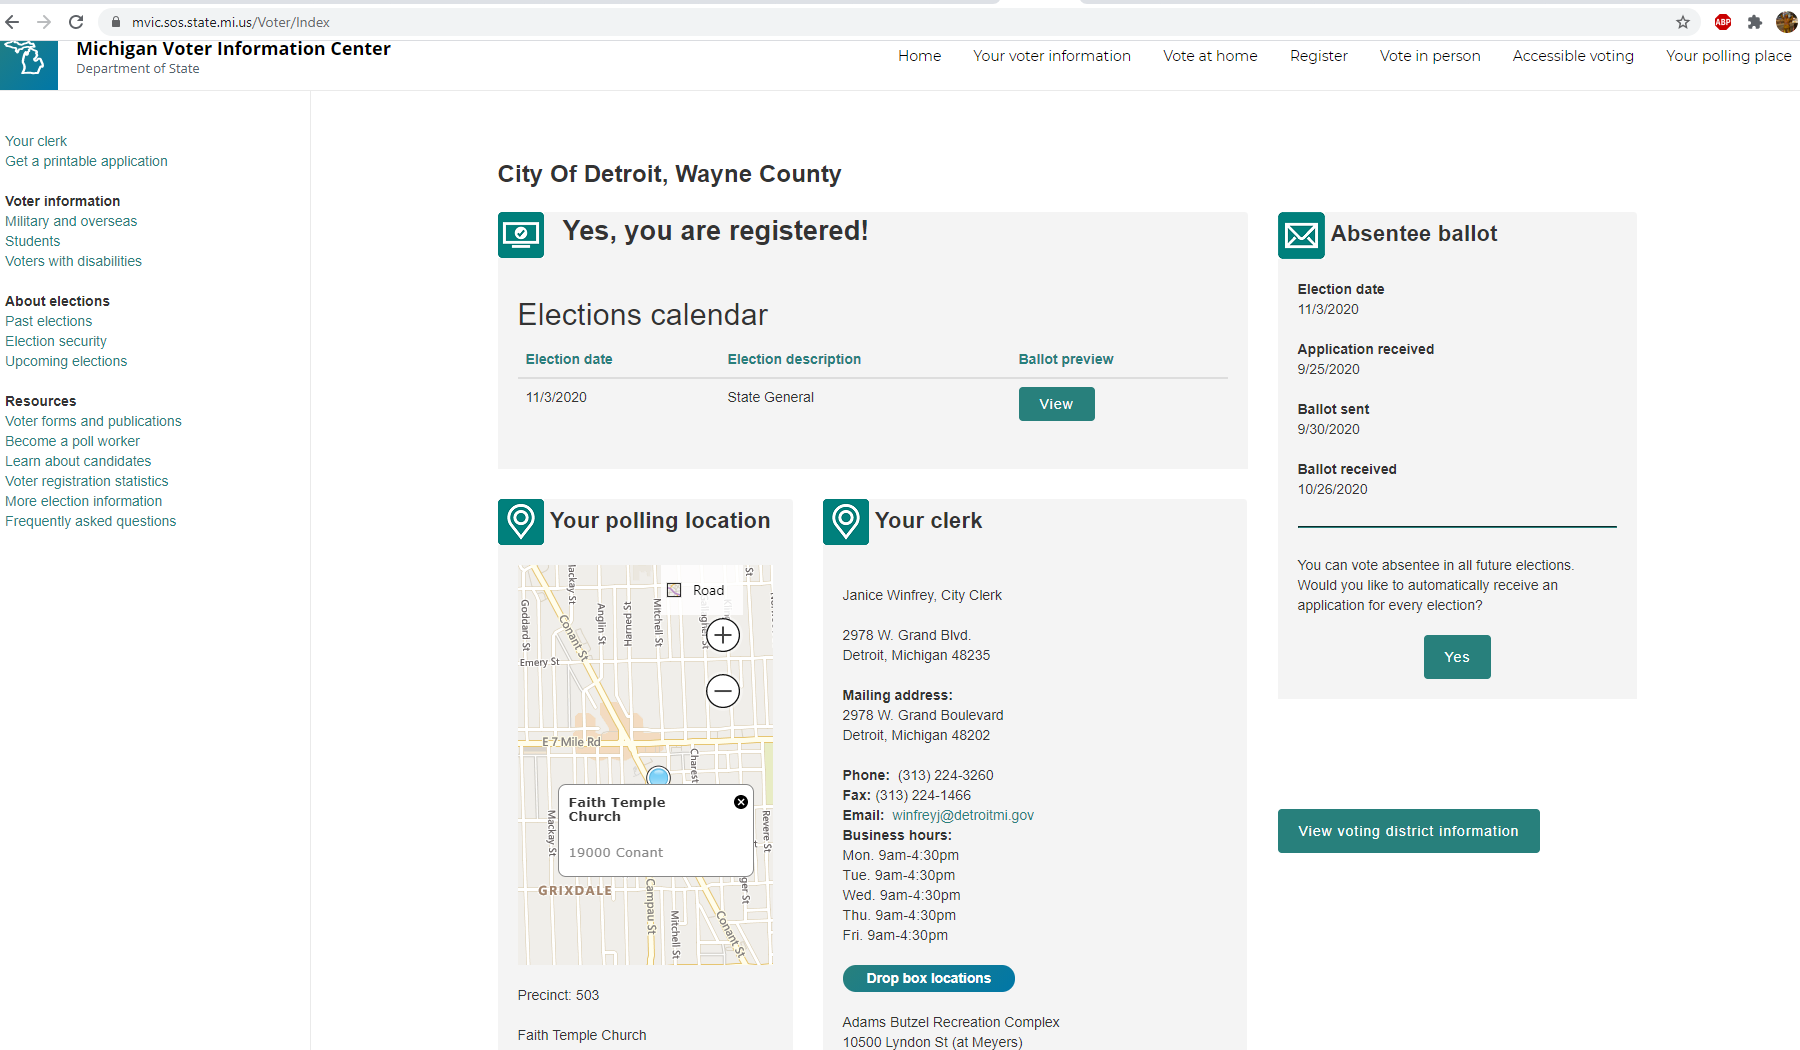 mvic.sos.state.mi.us/Voter/Index
ABP
Michigan Voter Information Center
Department of State
Home
Your voter information
Vote at home
Register
Vote in person
Accessible voting
Your polling place
Your clerk
Get a printable application
Voter information
Military and overseas
Students
Voters with disabilities
About elections
Past elections
Election security
Upcoming elections
Resources
Voter forms and publications
Become a poll worker
Learn about candidates
Voter registration statistics
More election information
Frequently asked questions
City Of Detroit, Wayne County
Yes, you are registered!
Elections calendar
Election date Election description Ballot preview
11/3/2020 State General View
Your polling location
Road
Mackay St
Goddard St
Conant St
Anglin St
Harned St
Mitchell St
St
Emery St
E 7 Mile Rd
Charest
Faith Temple
Church
19000 Conant
Mackay St
Revere St
GRIXDALE
Campau St
Mitchell St
Conant St
Precinct: 503
Faith Temple Church
Your clerk
Janice Winfrey, City Clerk
2978 W. Grand Blvd.
Detroit, Michigan 48235
Mailing address:
2978 W. Grand Boulevard
Detroit, Michigan 48202
Phone: (313) 224-3260
Fax: (313) 224-1466
Email: winfreyj@detroitmi.gov
Business hours:
Mon. 9am-4:30pm
Tue. 9am-4:30pm
Wed. 9am-4:30pm
Thu. 9am-4:30pm
Fri. 9am-4:30pm
Drop box locations
Adams Butzel Recreation Complex
10500 Lyndon St (at Meyers)
Absentee ballot
Election date
11/3/2020
Application received
9/25/2020
Ballot sent
9/30/2020
Ballot received
10/26/2020
You can vote absentee in all future elections.
Would you like to automatically receive an
application for every election?
Yes
View voting district information